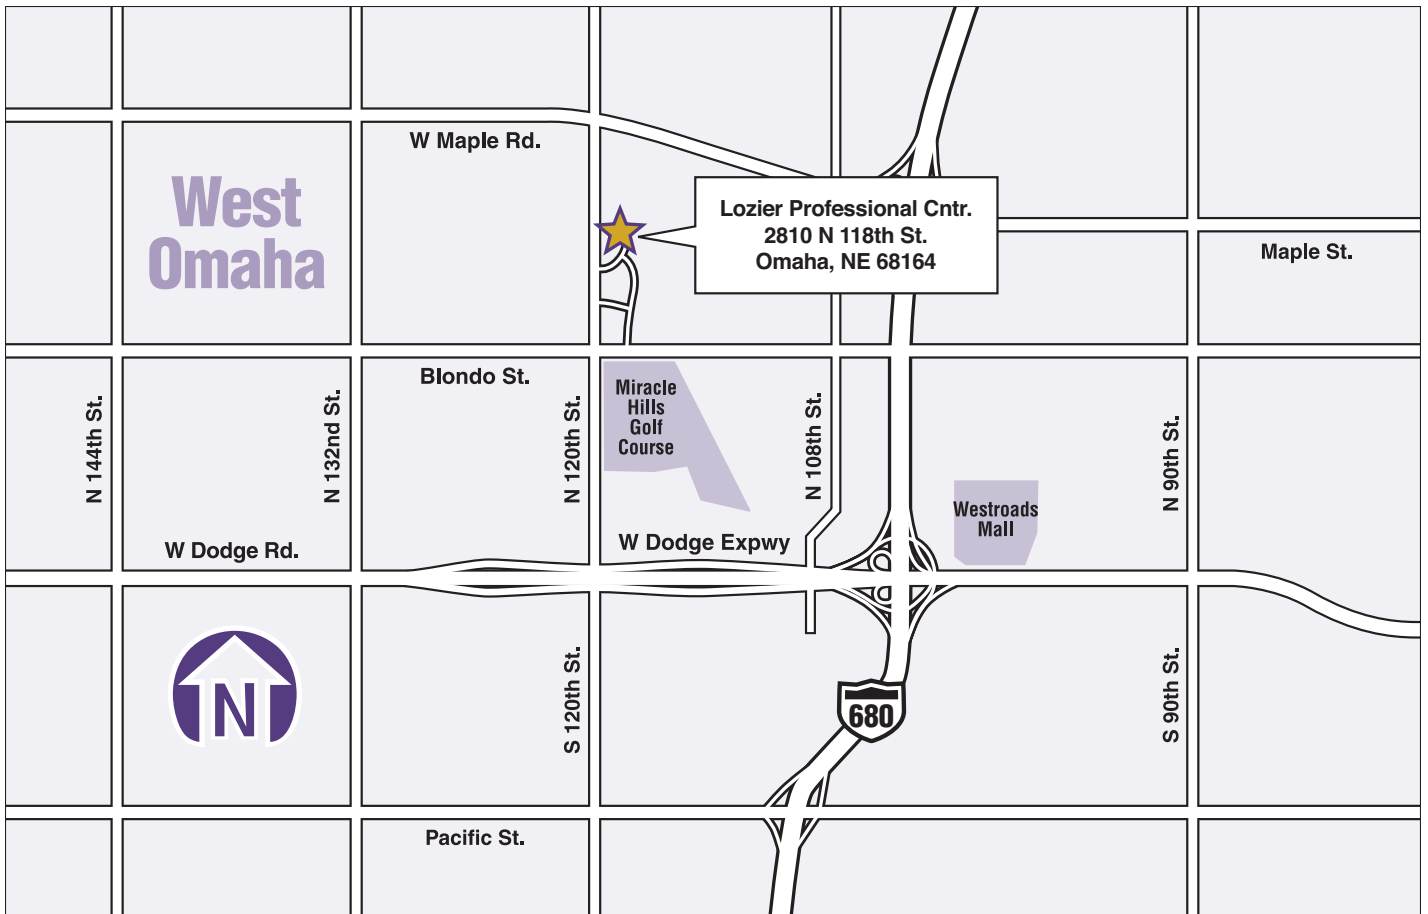 W Maple Rd.
West
Omaha
Lozier Professional Cntr.
2810 N 118th St.
Omaha, NE 68164
Maple St.
Blondo St.
Miracle
Hills
Golf
Course
N 144th St.
N 132nd St.
N 120th St.
N 108th St.
N 90th St.
Westroads
Mall
W Dodge Rd.
W Dodge Expwy
N
S 120th St.
680
S 90th St.
Pacific St.